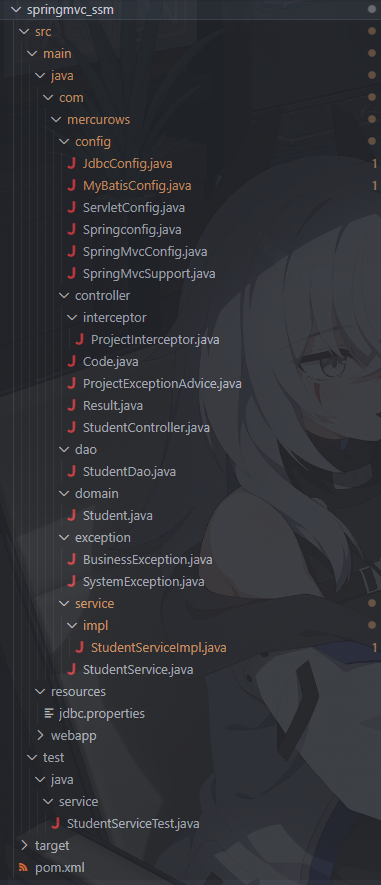 springmvc_ssm
src
main
java
com
mercurows
config
JdbcConfig.java 1
MyBatisConfig.java 1
ServletConfig.java
Springconfig.java
SpringMvcConfig.java
SpringMvcSupport.java
controller
interceptor
ProjectInterceptor.java
Code.java
ProjectExceptionAdvice.java
Result.java
StudentController.java
dao
StudentDao.java
domain
Student.java
exception
BusinessException.java
SystemException.java
service
impl
StudentServiceImpl.java 1
StudentService.java
resources
jdbc.properties
webapp
test
java
service
StudentServiceTest.java
target
pom.xml